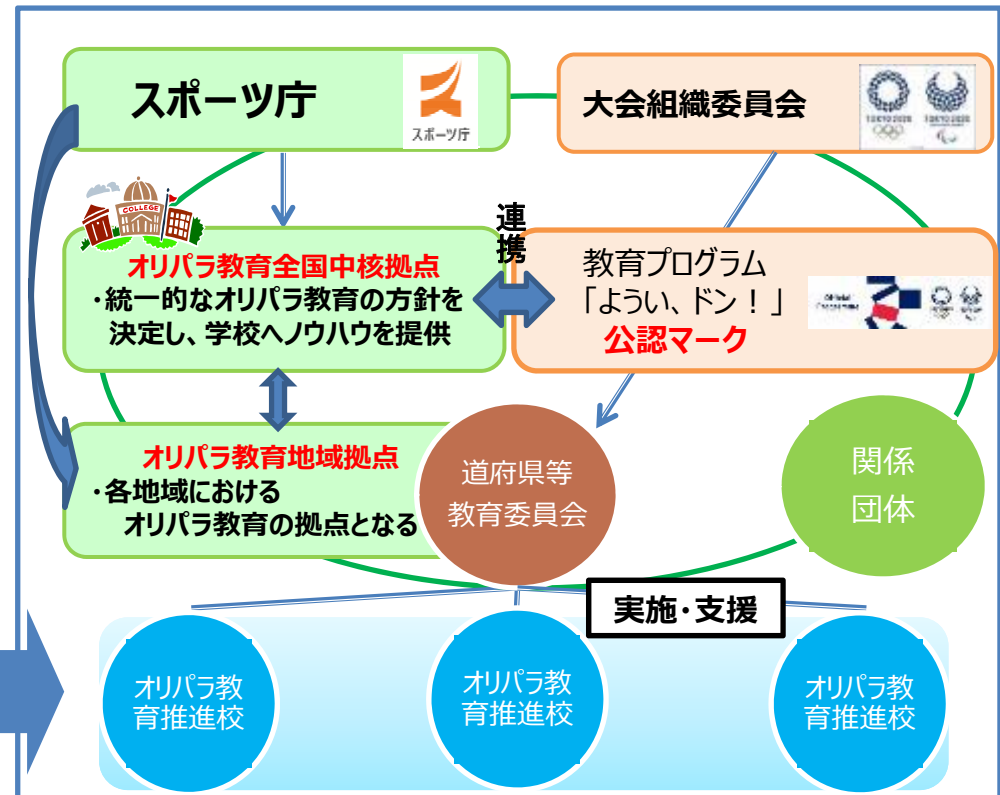 スポーツ庁
スポーツ庁
大会組織委員会
TOKYO 2020
TOKYO 2020
COLLEGE
連携
オリパラ教育全国中核拠点
・統一的なオリパラ教育の方針を
決定し、学校へノウハウを提供
教育プログラム
「ようい、ドン！」
公認マーク
オリパラ教育地域拠点
・各地域における
オリパラ教育の拠点となる
道府県等
教育委員会
関係
団体
実施・支援
オリパラ教
育推進校
オリパラ教
育推進校
オリパラ教
育推進校